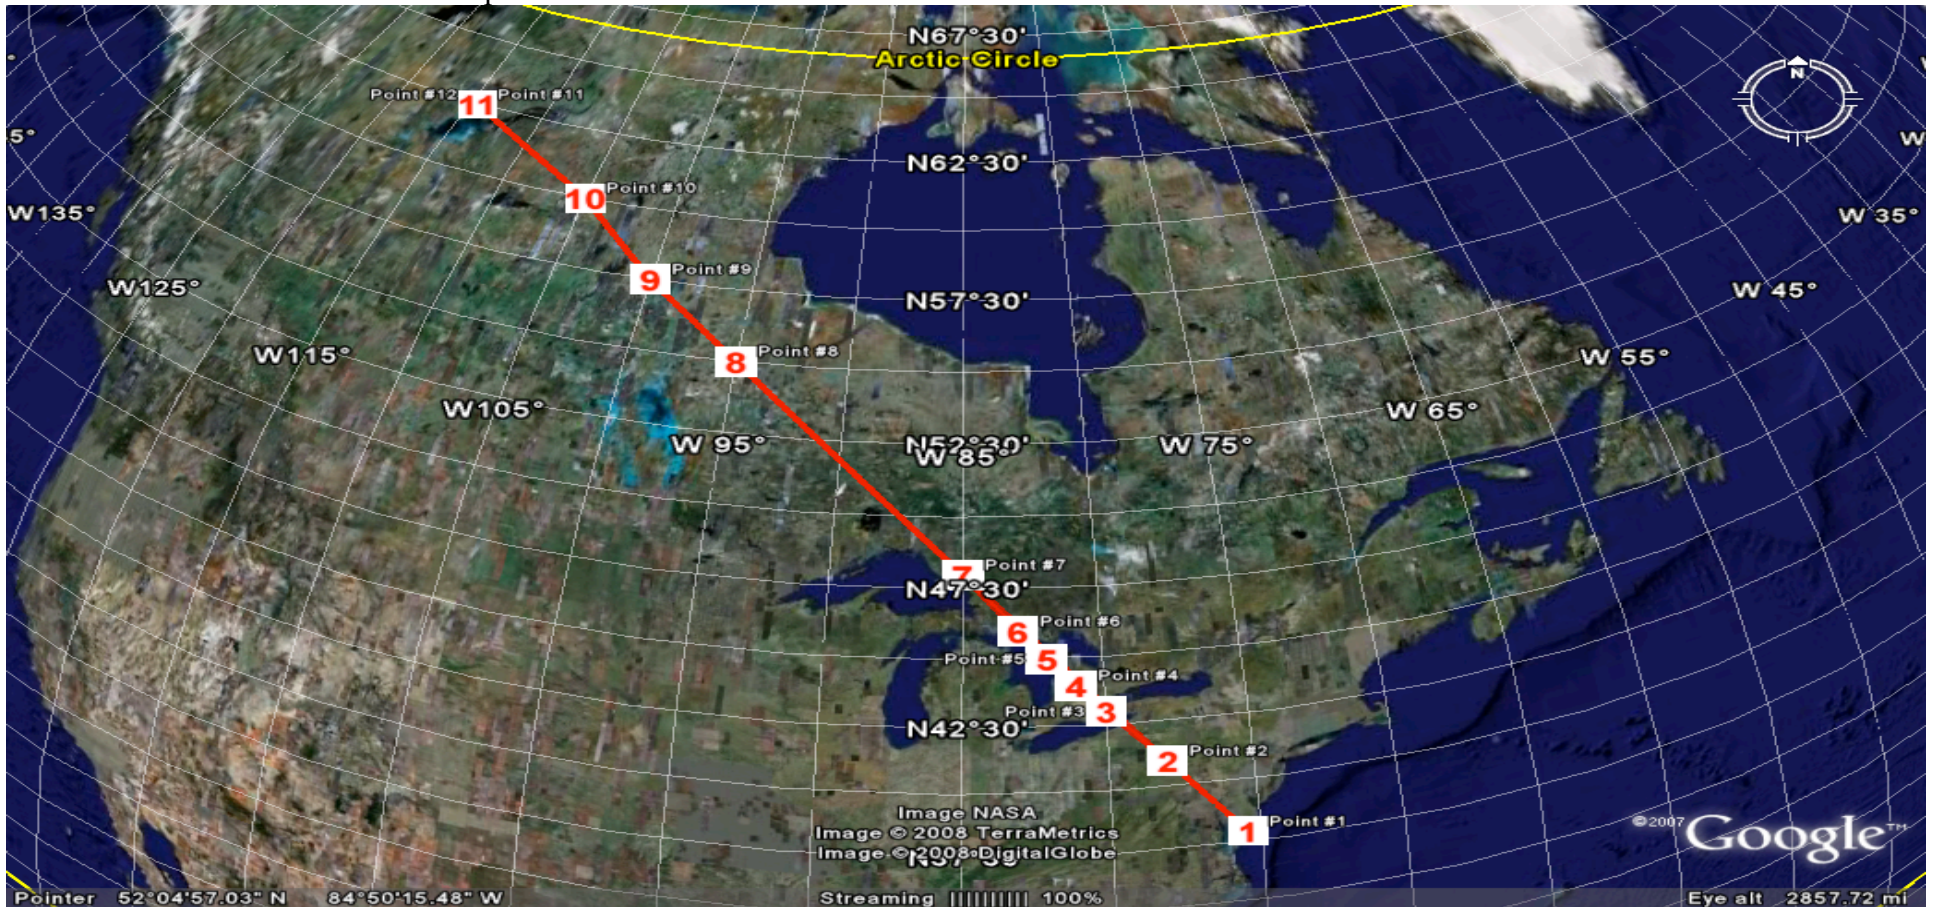 N67°30'
Arctic Circle
Point #12
11
Point #11
N62°30'
10
Point #10
W135°
W 35°
9
Point #9
W125°
N57°30'
W 45°
W115°
8
Point #8
W 55°
W105°
W 95°
N52°30'
W 85°
W 75°
W 65°
7
Point #7
N47°30'
6
Point #6
Point #5
5
4
Point #4
Point #3
3
N42°30'
2
Point #2
1
Point #1
Image NASA
Image © 2008 TerraMetrics
Image © 2008 DigitalGlobe
©2007 Google™
N
Pointer 52°04'57.03" N 84°50'15.48" W
Streaming |||||||||| 100%
Eye alt 2857.72 mi